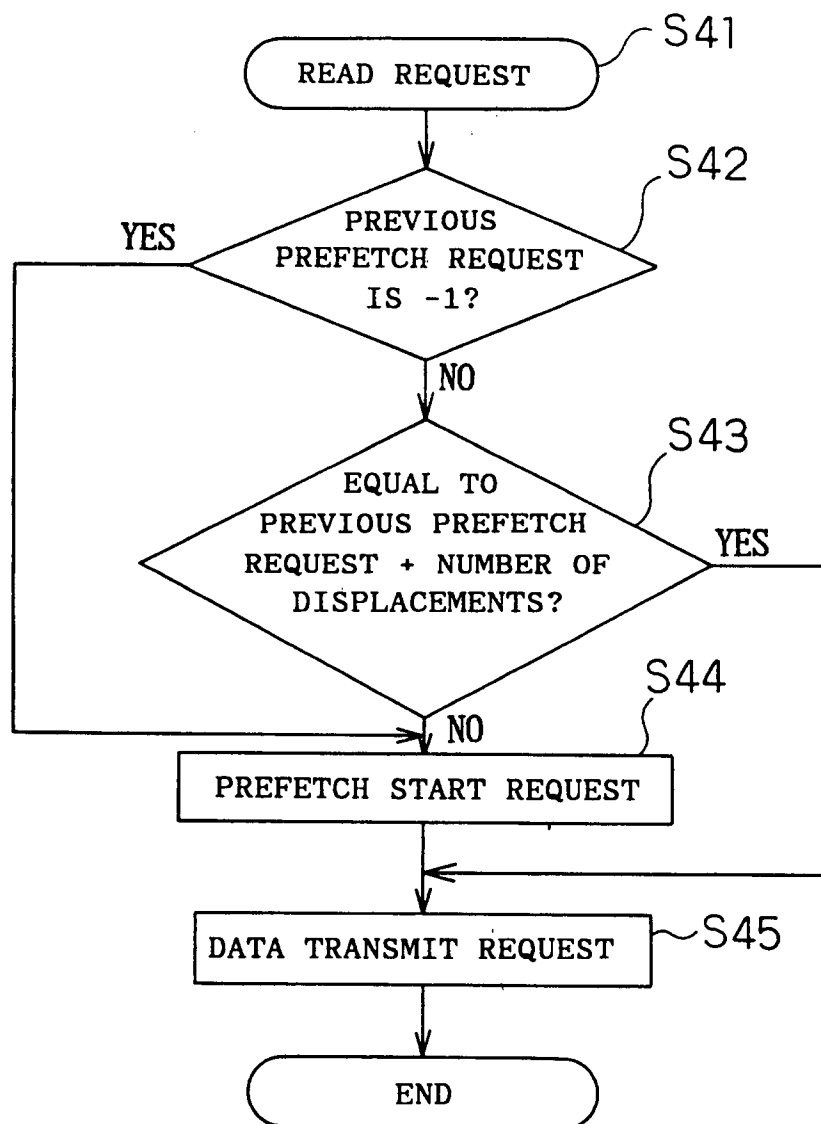 S41
READ REQUEST
S42
PREVIOUS
PREFETCH REQUEST
IS -1?
YES
NO
S43
EQUAL TO
PREVIOUS PREFETCH
REQUEST + NUMBER OF
DISPLACEMENTS?
YES
S44
NO
PREFETCH START REQUEST
DATA TRANSMIT REQUEST
S45
END